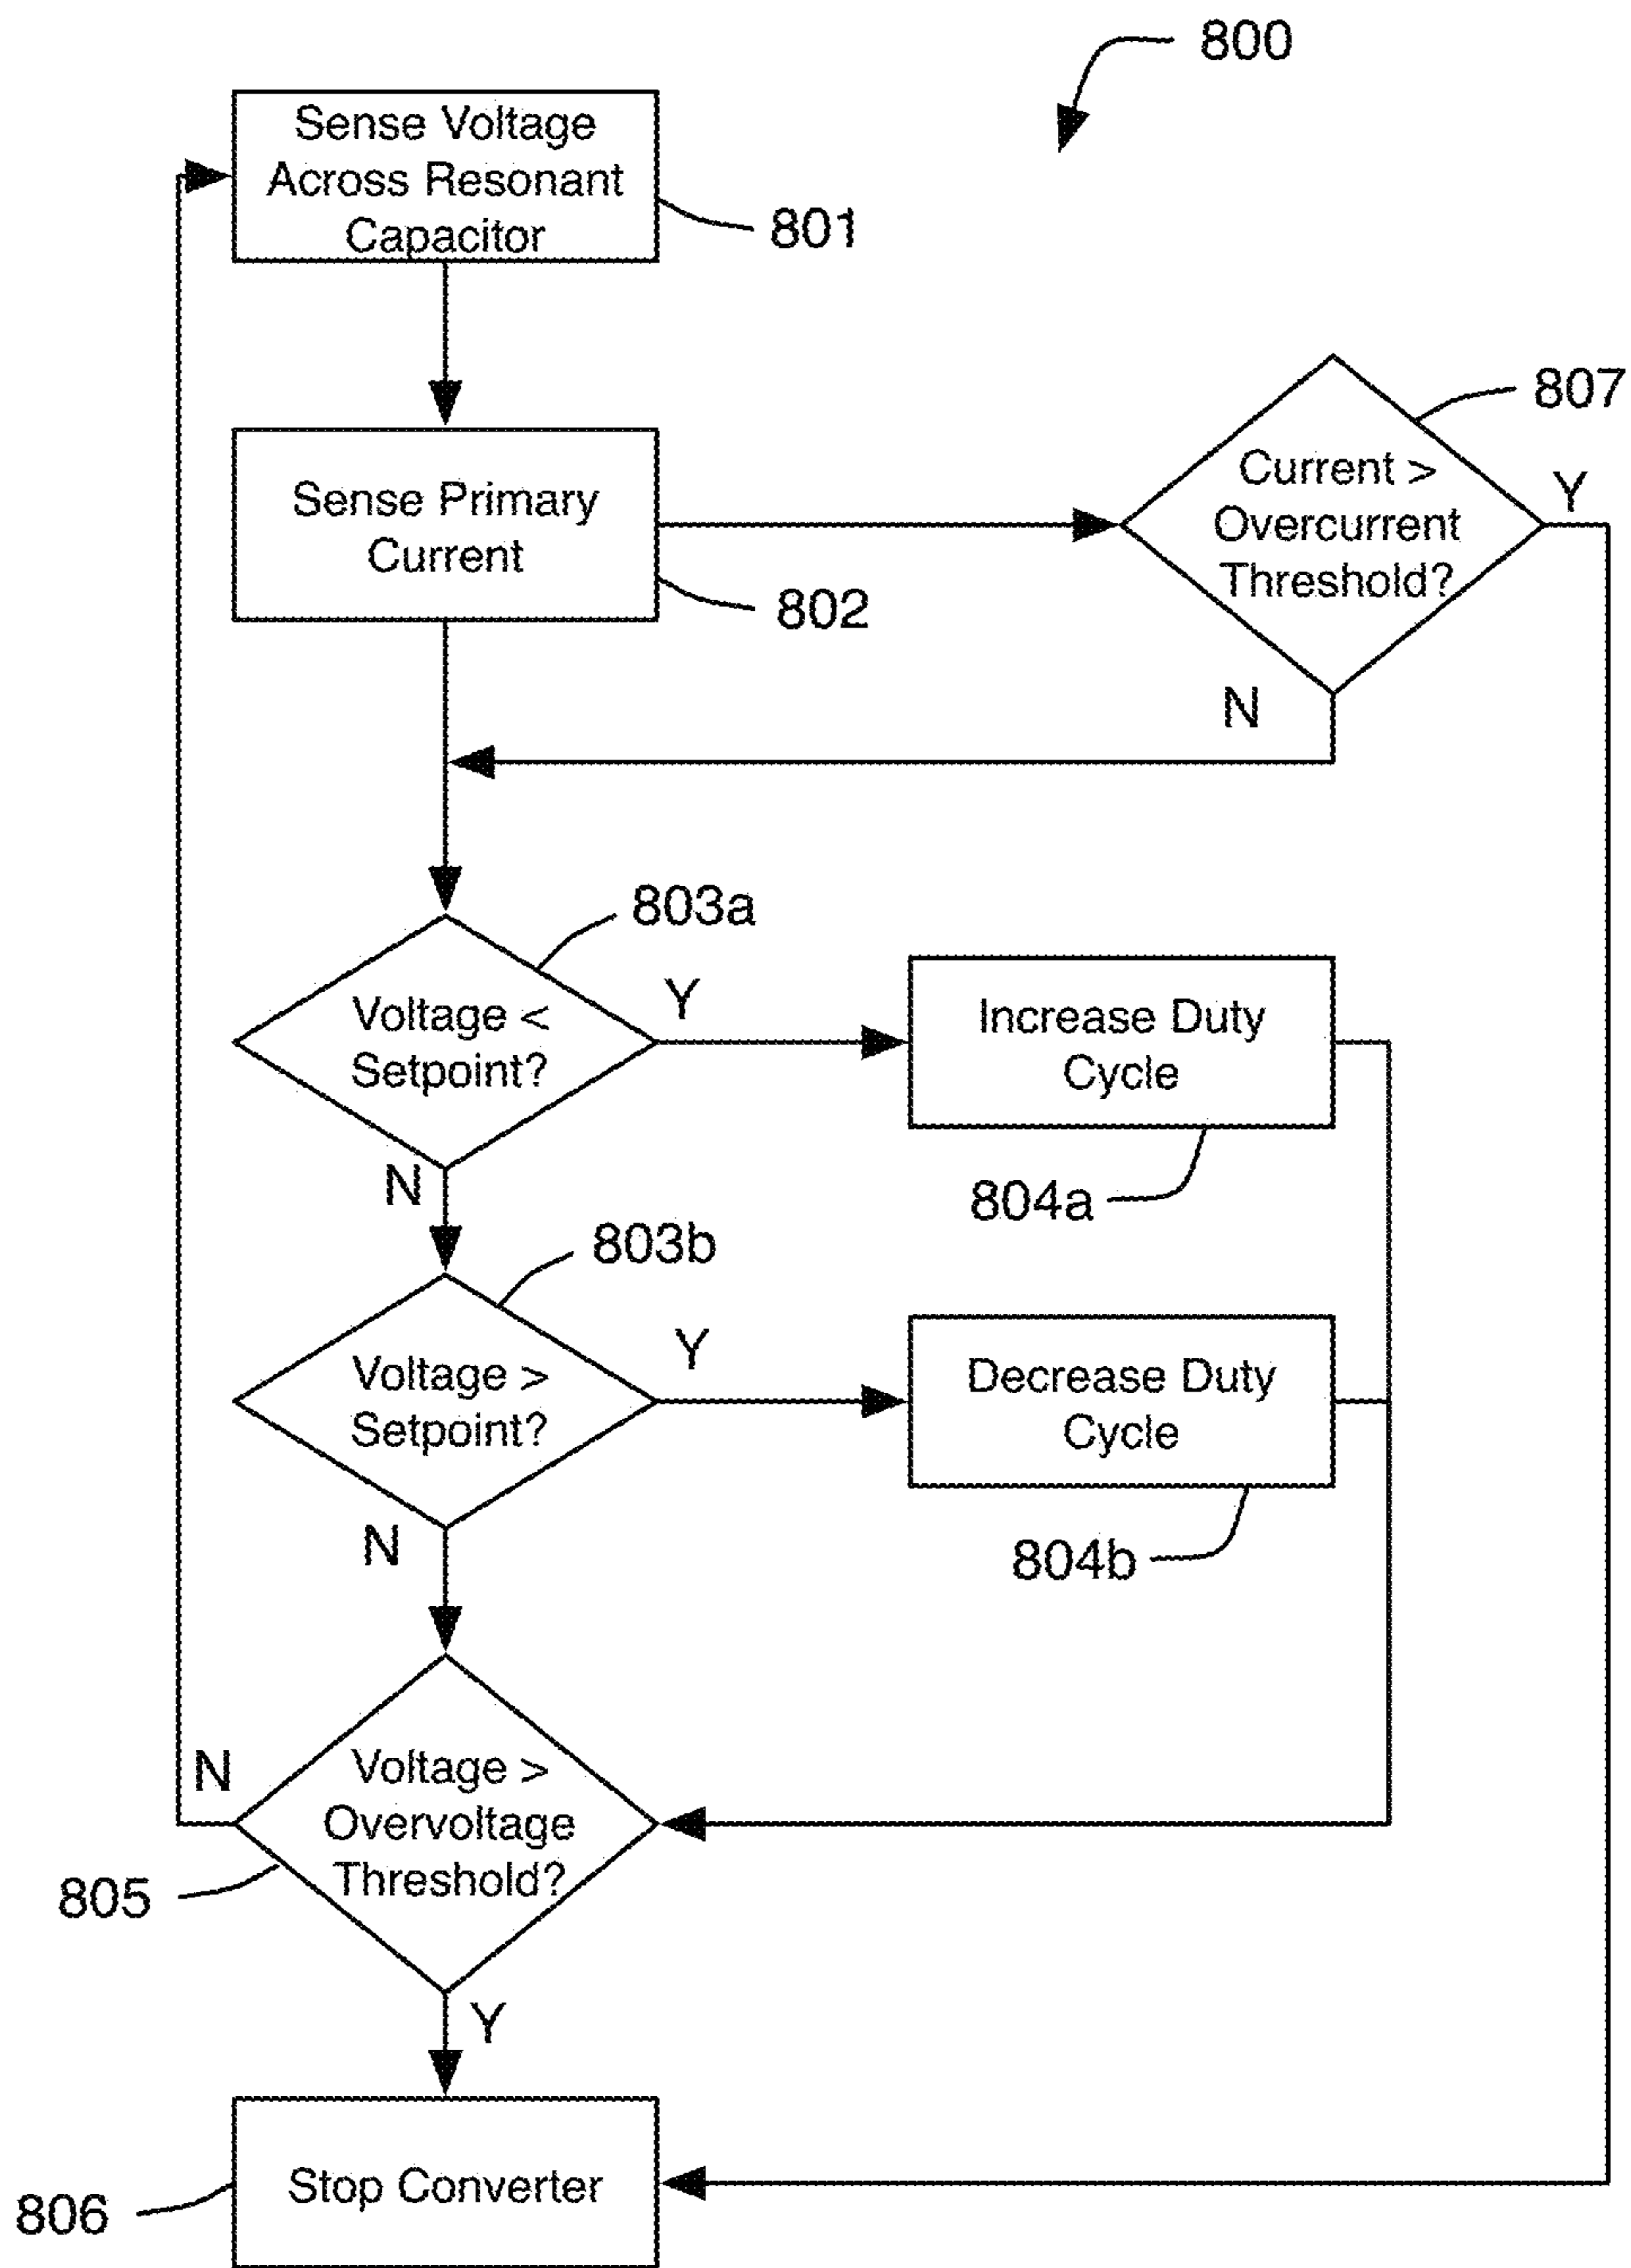 800
Sense Voltage
Across Resonant
Capacitor
801
807
Current >
Overcurrent
Threshold?
Y
Sense Primary
Current
802
N
803a
Voltage <
Setpoint?
Y
Increase Duty
Cycle
804a
N
803b
Voltage >
Setpoint?
Y
Decrease Duty
Cycle
804b
N
Voltage >
Overvoltage
Threshold?
N
805
Y
Stop Converter
806